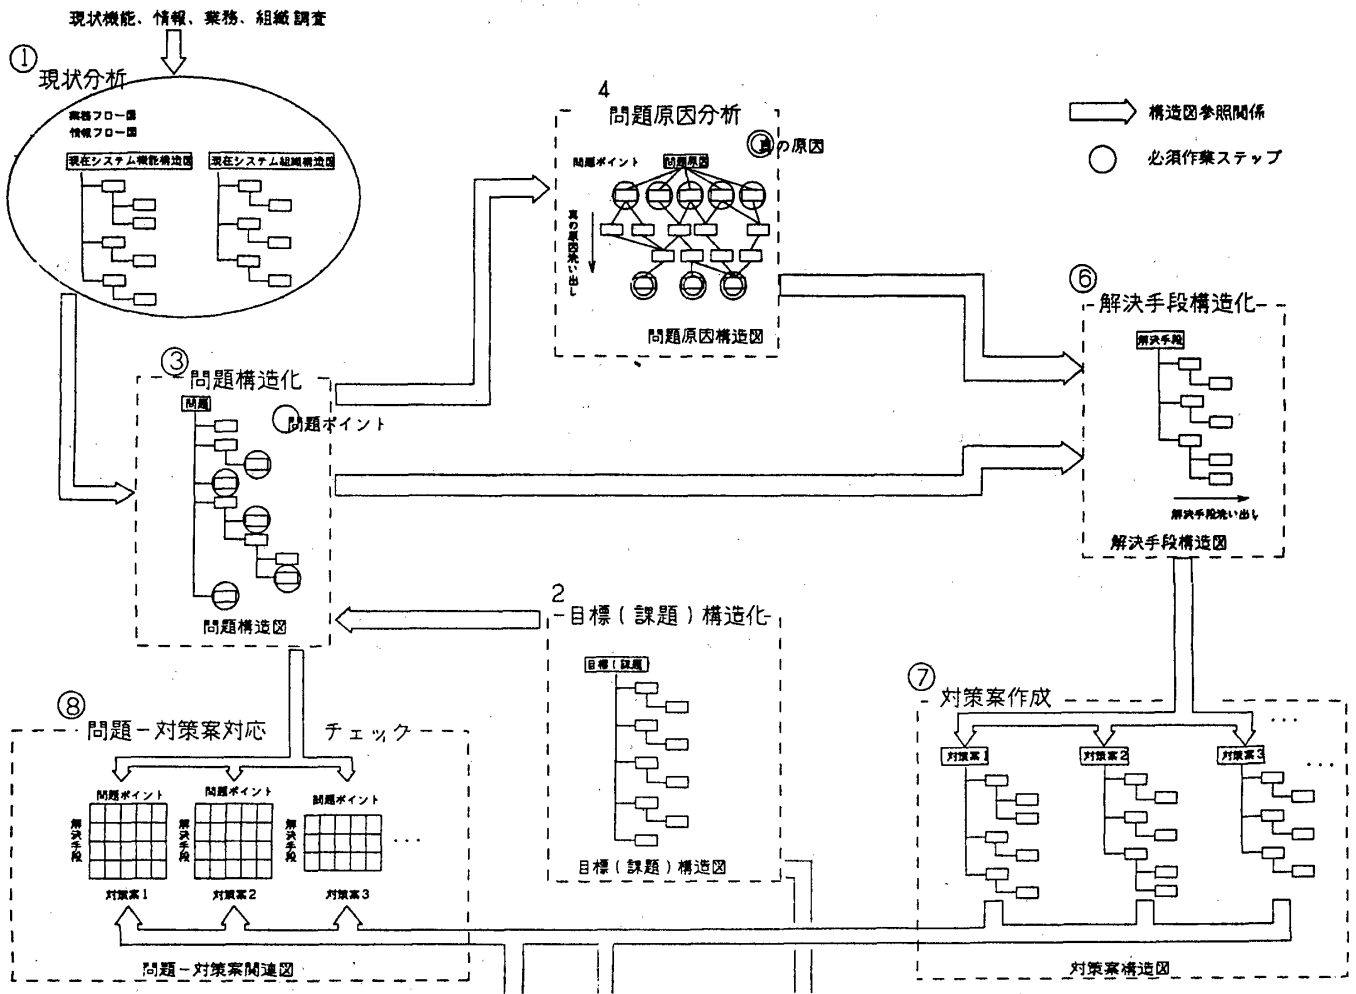 現状機能、情報、業務、組織調査
①
現状分析
業務フロー図
情報フロー図
現在システム機能構造図
現在システム組織構造図
4
問題原因分析
真の原因
問題ポイント
問題原因
真の原因洗い出し
問題原因構造図
構造図参照関係
必須作業ステップ
③
問題構造化
問題
問題ポイント
問題構造図
⑥
解決手段構造化
解決手段
解決手段洗い出し
解決手段構造図
2
目標(課題)構造化
目標(課題)
目標(課題)構造図
⑦
対策案作成
...
対策案1
対策案2
対策案3
....
対策案構造図
⑧
問題-対策案対応 チェック
問題ポイント
問題ポイント
問題ポイント
解決手段
解決手段
解決手段
...
対策案1
対策案2
対策案3
問題-対策案関連図